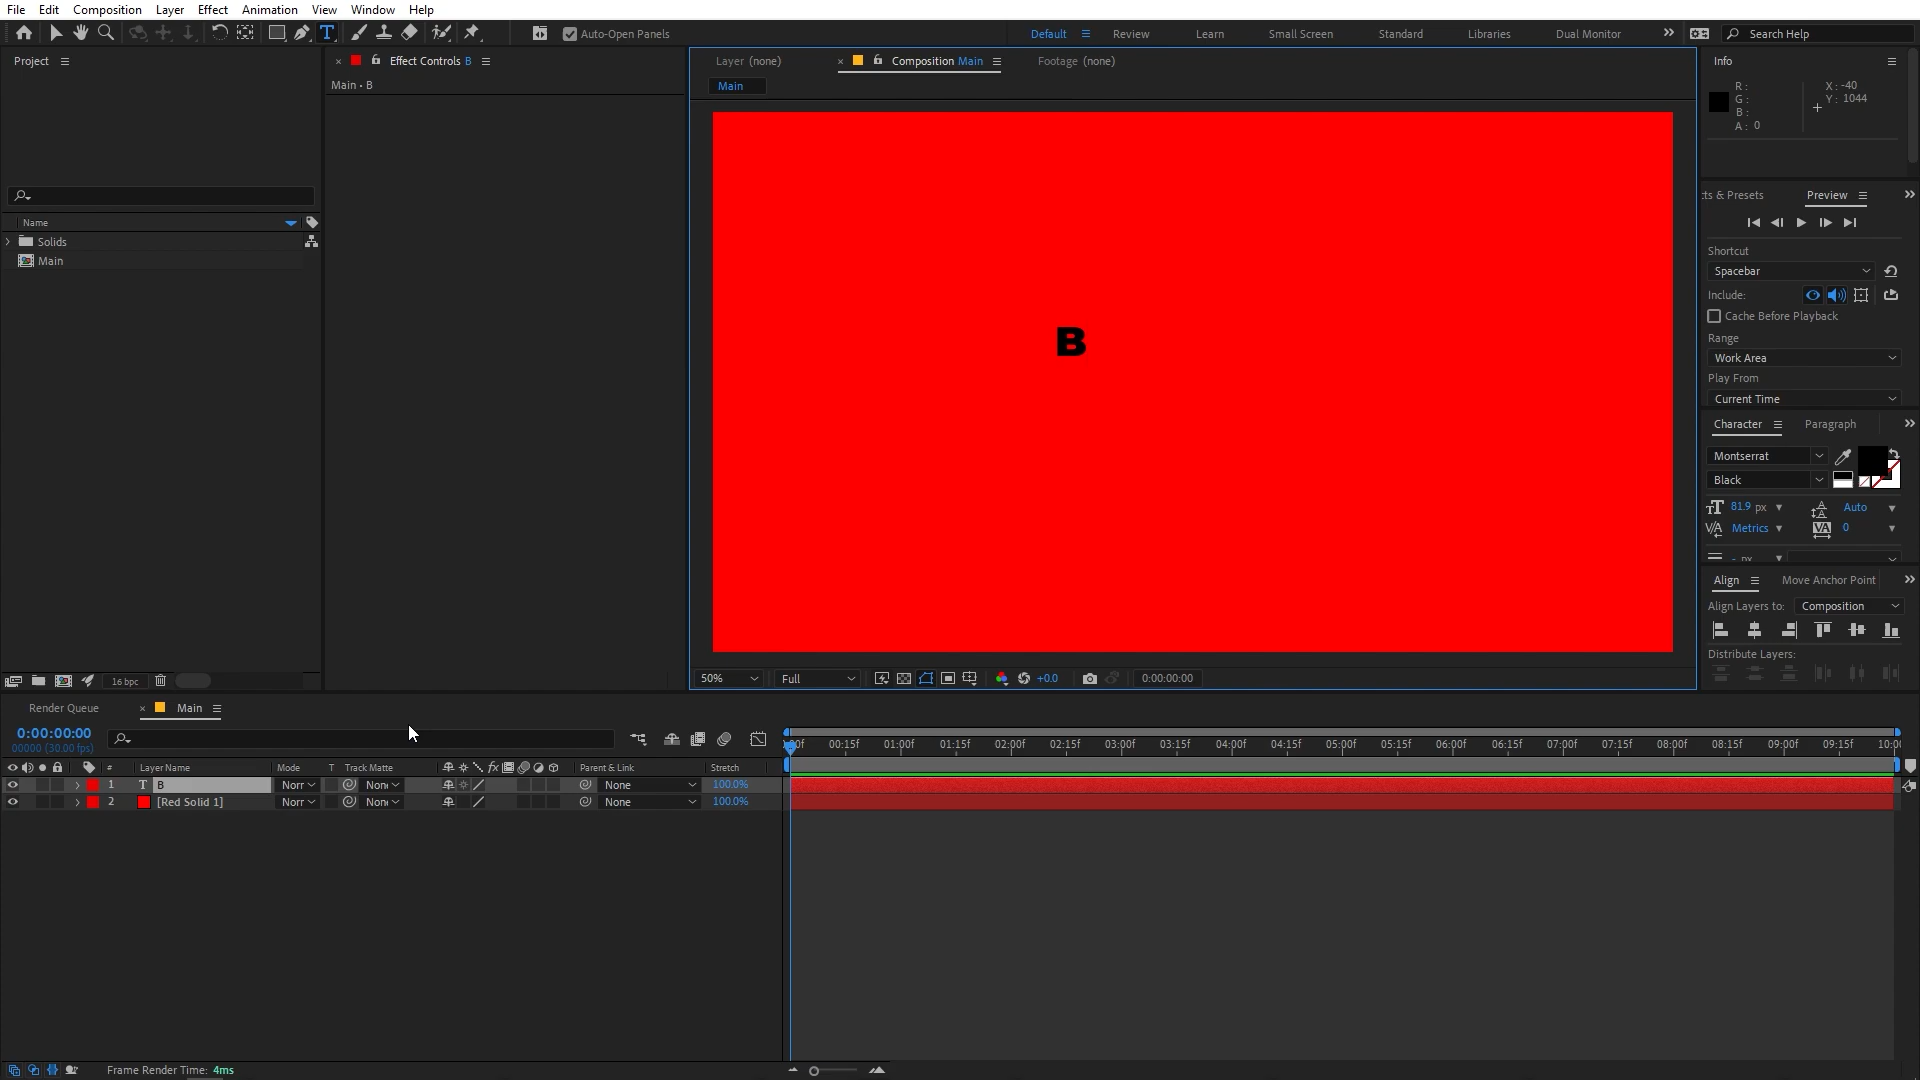 File Edit Composition Layer Effect Animation View Window Help
Auto-Open Panels
Default Review Learn Small Screen Standard Libraries Dual Monitor
Search Help
Project
Name
Solids
Main
16 bpc
Effect Controls B
Main • B
Layer (none) Composition Main Footage (none)
Main
B
50% Full +0.0 0:00:00:00
Info
R :
G :
B :
A : 0
X : -40
Y : 1044
ts & Presets Preview
Shortcut
Spacebar
Include:
Cache Before Playback
Range
Work Area
Play From
Current Time
Character Paragraph
Montserrat
Black
81.9 px Auto
Metrics 0
- px
Align Move Anchor Point
Align Layers to: Composition
Distribute Layers:
Render Queue Main
0:00:00:00
00000 (30.00 fps)
# Layer Name Mode T Track Matte fx Parent & Link Stretch
1 T B Norr None None 100.0%
2 [Red Solid 1] Norr None None 100.0%
00f 00:15f 01:00f 01:15f 02:00f 02:15f 03:00f 03:15f 04:00f 04:15f 05:00f 05:15f 06:00f 06:15f 07:00f 07:15f 08:00f 08:15f 09:00f 09:15f 10:00
Frame Render Time: 4ms